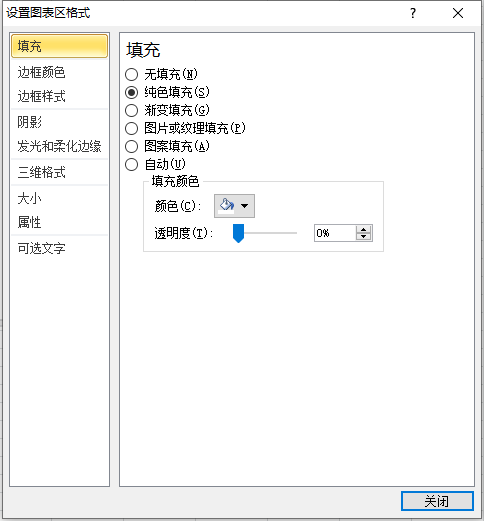 设置图表区格式
?
填充
边框颜色
边框样式
阴影
发光和柔化边缘
三维格式
大小
属性
可选文字
填充
无填充(N)
纯色填充(S)
渐变填充(G)
图片或纹理填充(P)
图案填充(A)
自动(U)
填充颜色
颜色(C):
透明度(T):
0%
关闭